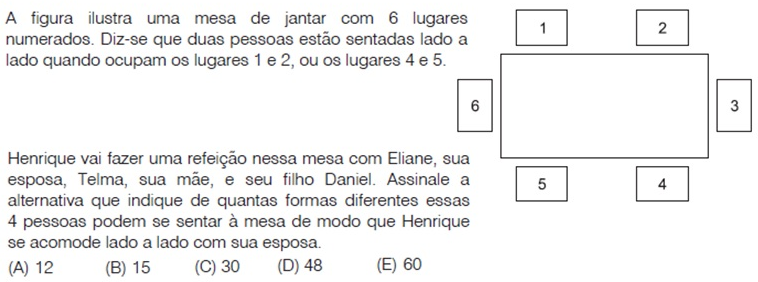 A figura ilustra uma mesa de jantar com 6 lugares
numerados. Diz-se que duas pessoas estão sentadas lado a
lado quando ocupam os lugares 1 e 2, ou os lugares 4 e 5.
1
2
6
3
5
4
Henrique vai fazer uma refeição nessa mesa com Eliane, sua
esposa, Telma, sua mãe, e seu filho Daniel. Assinale a
alternativa que indique de quantas formas diferentes essas
4 pessoas podem se sentar à mesa de modo que Henrique
se acomode lado a lado com sua esposa.
(A) 12 (B) 15 (C) 30 (D) 48 (E) 60